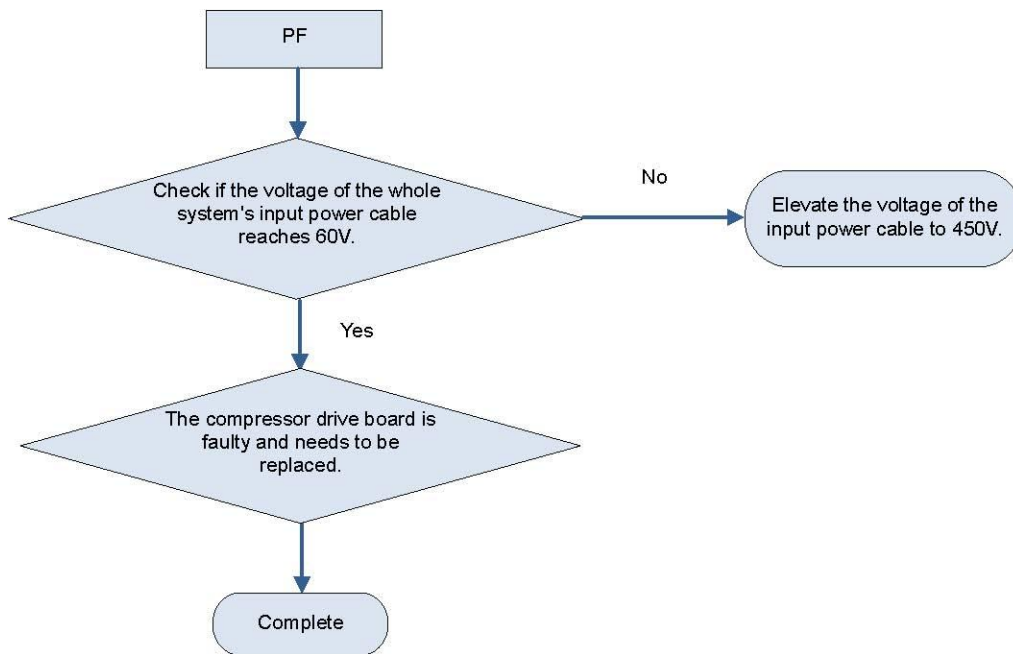 PF
Check if the voltage of the whole
system's input power cable
reaches 60V.
No
Elevate the voltage of the
input power cable to 450V.
Yes
The compressor drive board is
faulty and needs to be
replaced.
Complete